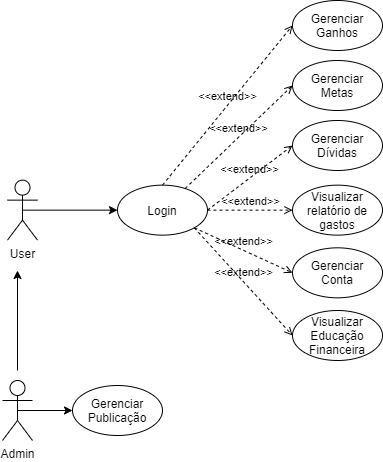 Gerenciar
Ganhos
<<extend>>
Gerenciar
Metas
<<extend>>
Gerenciar
Dívidas
<<extend>>
Visualizar
relatório de
gastos
<<extend>>
Login
User
<<extend>>
Gerenciar
Conta
<<extend>>
Visualizar
Educação
Financeira
Gerenciar
Publicação
Admin